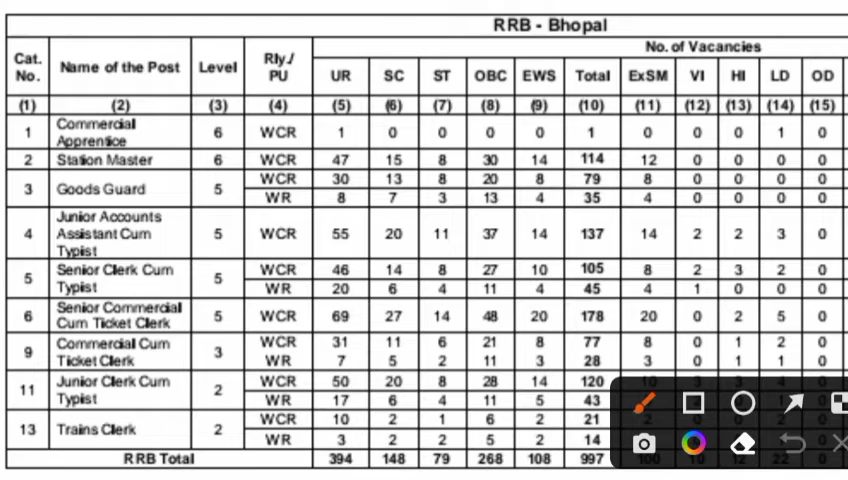 RRB - Bhopal
Cat. No. Name of the Post Level Rly./ PU No. of Vacancies
UR SC ST OBC EWS Total ExSM VI HI LD OD
(1) (2) (3) (4) (5) (6) (7) (8) (9) (10) (11) (12) (13) (14) (15)
1 Commercial Apprentice 6 WCR 1 0 0 0 0 1 0 0 0 1 0
2 Station Master 6 WCR 47 15 8 30 14 114 12 0 0 0 0
3 Goods Guard 5 WCR 30 13 8 20 8 79 8 0 0 0 0
WR 8 7 3 13 4 35 4 0 0 0 0
4 Junior Accounts Assistant Cum Typist 5 WCR 55 20 11 37 14 137 14 2 2 3 0
5 Senior Clerk Cum Typist 5 WCR 46 14 8 27 10 105 8 2 3 2 0
WR 20 6 4 11 4 45 4 1 0 0 0
6 Senior Commercial Cum Ticket Clerk 5 WCR 69 27 14 48 20 178 20 0 2 5 0
9 Commercial Cum Ticket Clerk 3 WCR 31 11 6 21 8 77 8 0 1 2 0
WR 7 5 2 11 3 28 3 0 1 1 0
11 Junior Clerk Cum Typist 2 WCR 50 20 8 28 14 120
WR 17 6 4 11 5 43
13 Trains Clerk 2 WCR 10 2 1 6 2 21
WR 3 2 2 5 2 14
RRB Total 394 148 79 268 108 997